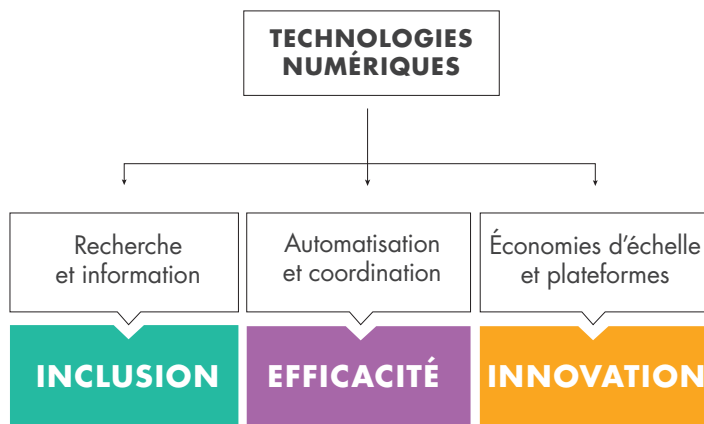 TECHNOLOGIES
NUMÉRIQUES
Recherche
et information
Automatisation
et coordination
Économies d'échelle
et plateformes
INCLUSION
EFFICACITÉ
INNOVATION